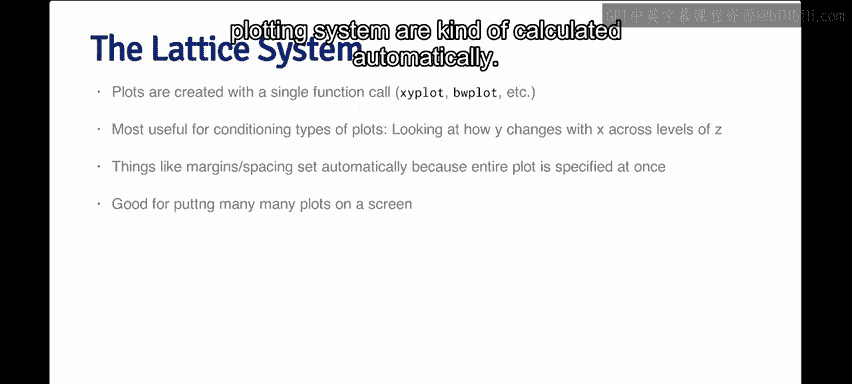 plotting system are kind of calculated
automatically.
The Lattice System
· Plots are created with a single function call (xyplot, bwplot, etc.)
· Most useful for conditioning types of plots: Looking at how y changes with x across levels of z
· Things like margins/spacing set automatically because entire plot is specified at once
· Good for puttng many many plots on a screen